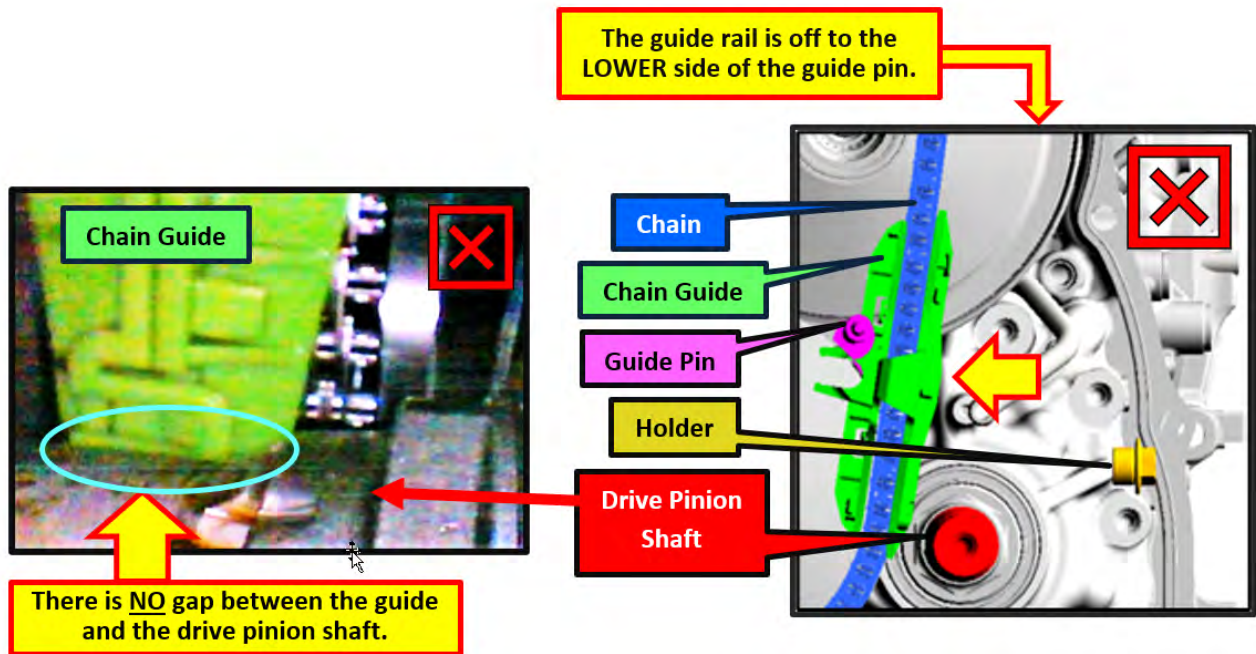 The guide rail is off to the
LOWER side of the guide pin.
Chain Guide
Chain
Chain Guide
Guide Pin
Holder
Drive Pinion
Shaft
There is NO gap between the guide
and the drive pinion shaft.